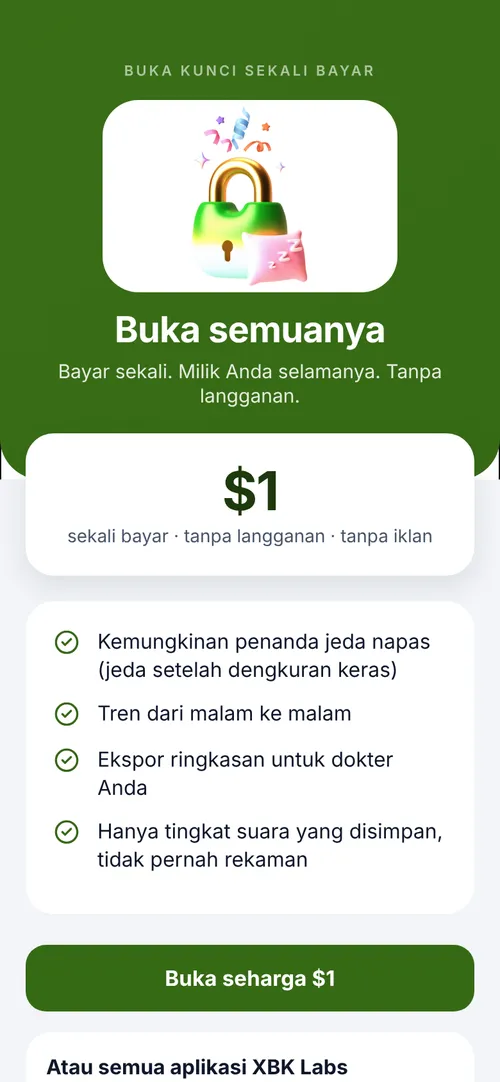 BUKA KUNCI SEKALI BAYAR
z z Z
Buka semuanya
Bayar sekali. Milik Anda selamanya. Tanpa
langganan.
$1
sekali bayar · tanpa langganan · tanpa iklan
Kemungkinan penanda jeda napas
(jeda setelah dengkuran keras)
Tren dari malam ke malam
Ekspor ringkasan untuk dokter
Anda
Hanya tingkat suara yang disimpan,
tidak pernah rekaman
Buka seharga $1
Atau semua aplikasi XBK Labs